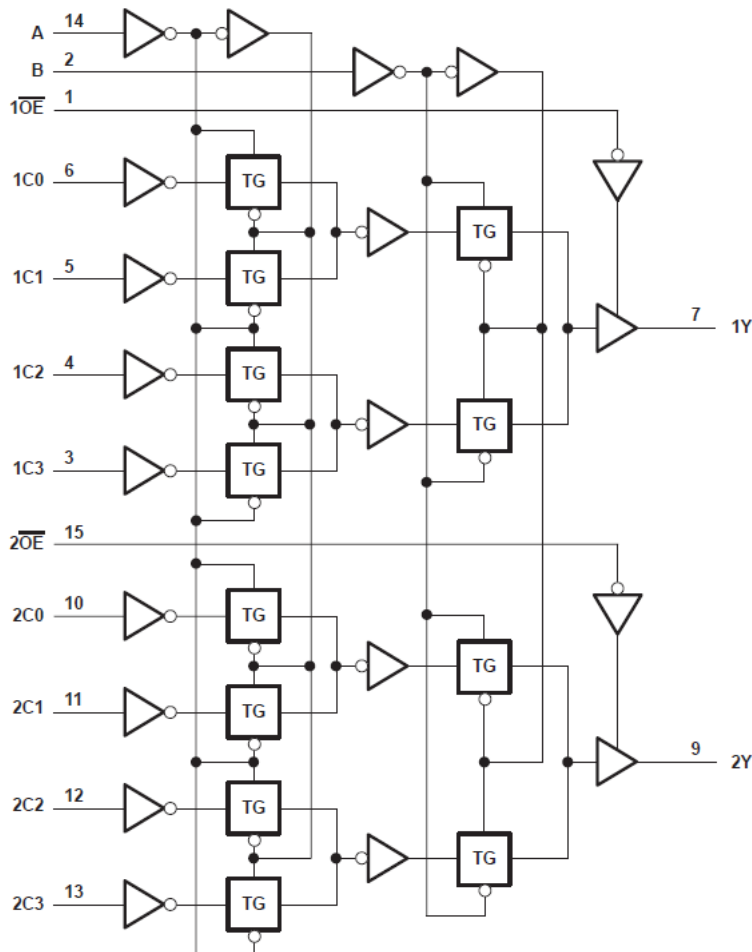 A 14
B 2
1OE 1
1C0 6
TG
TG
1C1 5
TG
7 1Y
1C2 4
TG
TG
1C3 3
TG
2OE 15
2C0 10
TG
TG
2C1 11
TG
9 2Y
2C2 12
TG
TG
2C3 13
TG